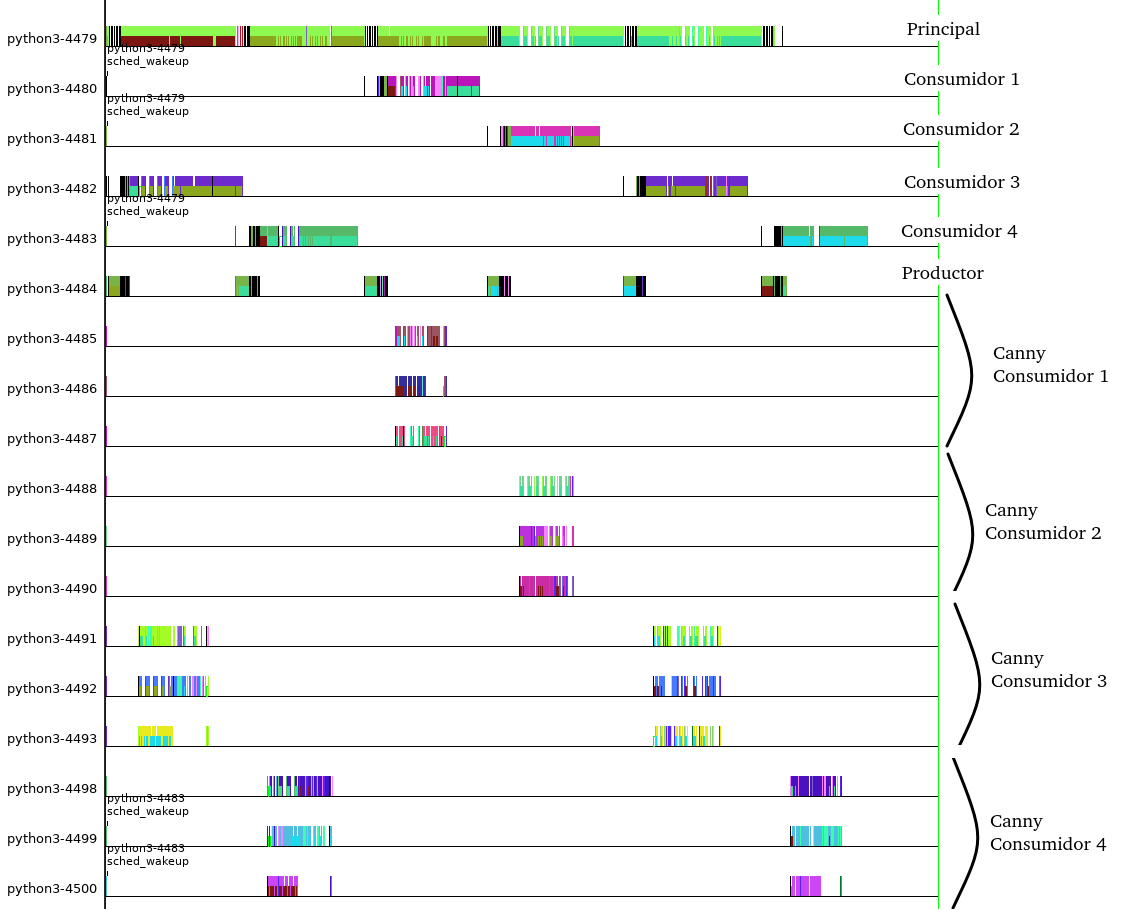 python3-4479 Principal
python3-4479
sched_wakeup
python3-4480 Consumidor 1
python3-4479
sched_wakeup
python3-4481 Consumidor 2
python3-4482 Consumidor 3
python3-4479
sched_wakeup
python3-4483 Consumidor 4
python3-4484 Productor
python3-4485
Canny
Consumidor 1
python3-4486
python3-4487
python3-4488
Canny
Consumidor 2
python3-4489
python3-4490
python3-4491
Canny
Consumidor 3
python3-4492
python3-4493
python3-4498
python3-4483
sched_wakeup
Canny
Consumidor 4
python3-4499
python3-4483
sched_wakeup
python3-4500